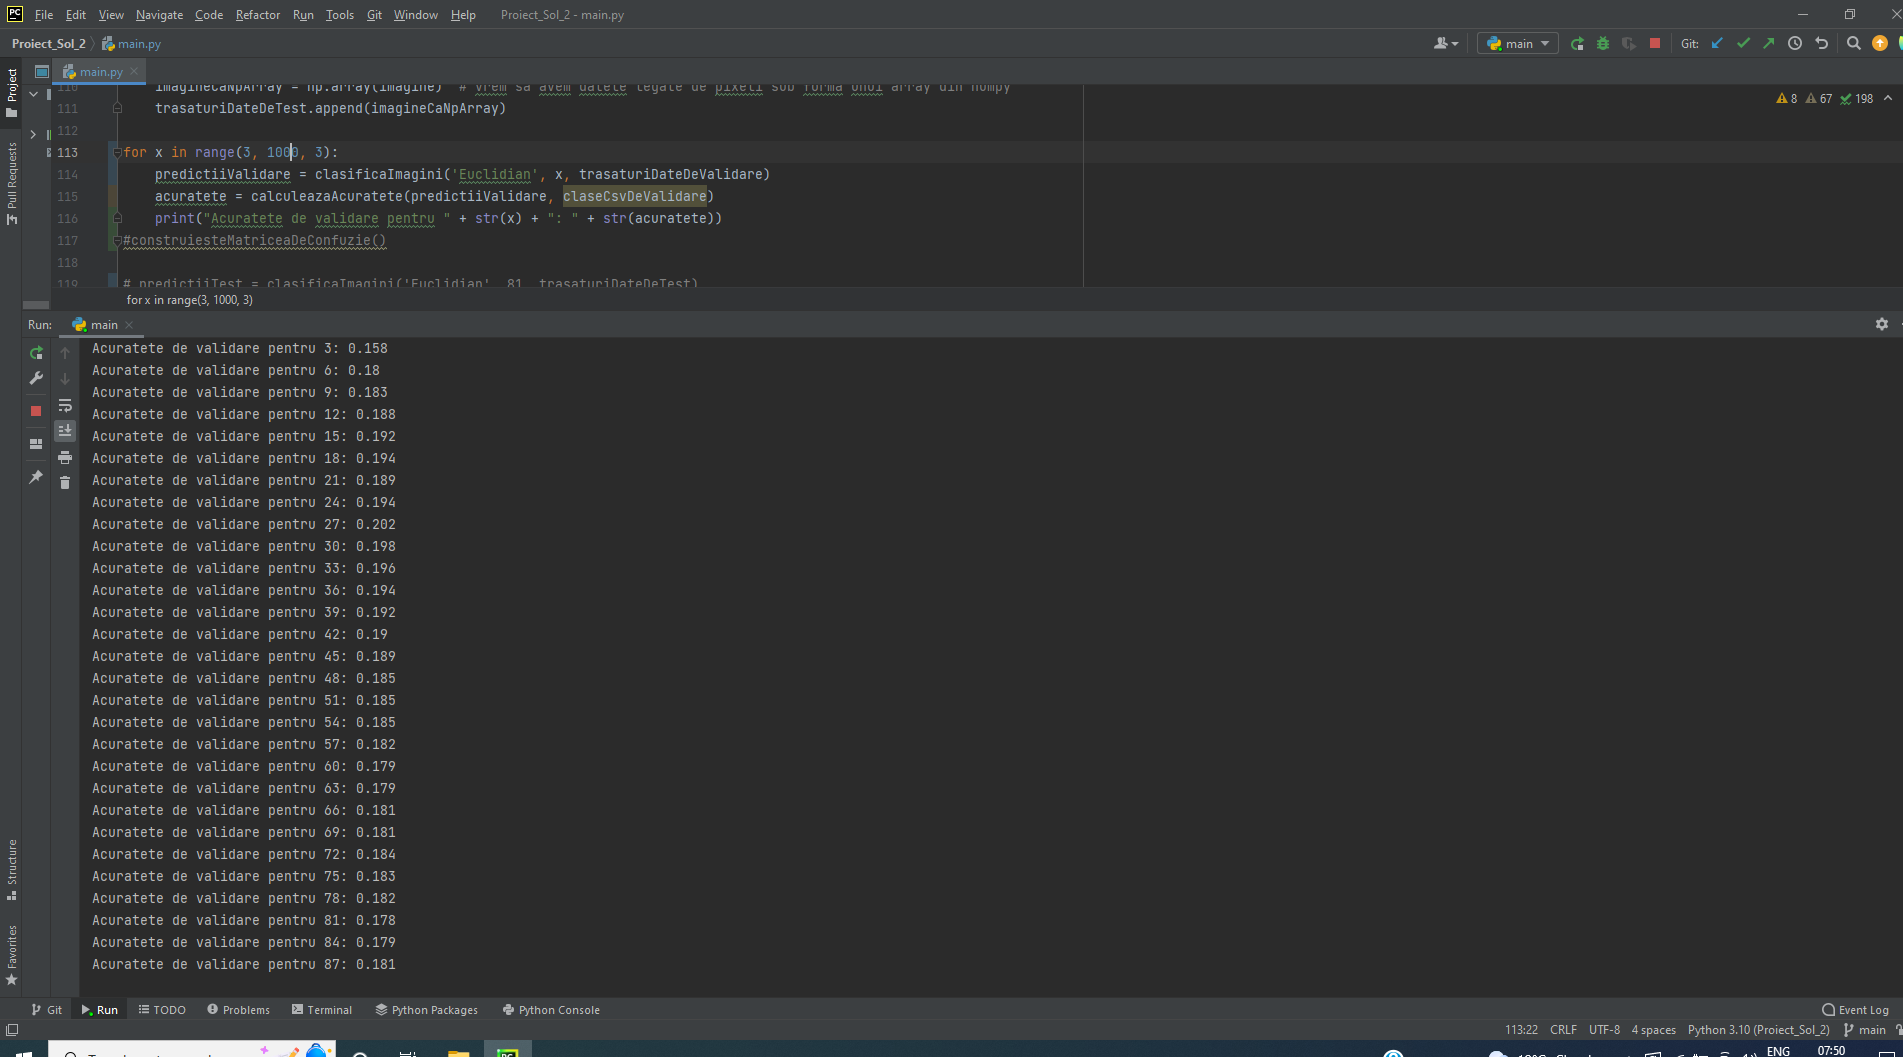 PC File Edit View Navigate Code Refactor Run Tools Git Window Help Proiect_Sol_2 - main.py
Proiect_Sol_2 main.py main Git:
Project
main.py
110 imagineCaNpArray = np.array(imagine) # vrem sa avem datele legate de pixeli sub forma unui array din numpy
8 67 198
111 trasaturiDateDeTest.append(imagineCaNpArray)
112
113 for x in range(3, 1000, 3):
114 predictiiValidare = clasificaImagini('Euclidian', x, trasaturiDateDeValidare)
115 acuratete = calculeazaAcuratete(predictiiValidare, claseCsvDeValidare)
116 print("Acuratete de validare pentru " + str(x) + ": " + str(acuratete))
117 #construiesteMatriceaDeConfuzie()
118
119 # predictiiTest = clasificaImagini('Euclidian', 81, trasaturiDateDeTest)
for x in range(3, 1000, 3)
Pull Requests
Run: main
Acuratete de validare pentru 3: 0.158
Acuratete de validare pentru 6: 0.18
Acuratete de validare pentru 9: 0.183
Acuratete de validare pentru 12: 0.188
Acuratete de validare pentru 15: 0.192
Acuratete de validare pentru 18: 0.194
Acuratete de validare pentru 21: 0.189
Acuratete de validare pentru 24: 0.194
Acuratete de validare pentru 27: 0.202
Acuratete de validare pentru 30: 0.198
Acuratete de validare pentru 33: 0.196
Acuratete de validare pentru 36: 0.194
Acuratete de validare pentru 39: 0.192
Acuratete de validare pentru 42: 0.19
Acuratete de validare pentru 45: 0.189
Acuratete de validare pentru 48: 0.185
Acuratete de validare pentru 51: 0.185
Acuratete de validare pentru 54: 0.185
Acuratete de validare pentru 57: 0.182
Acuratete de validare pentru 60: 0.179
Acuratete de validare pentru 63: 0.179
Acuratete de validare pentru 66: 0.181
Acuratete de validare pentru 69: 0.181
Acuratete de validare pentru 72: 0.184
Acuratete de validare pentru 75: 0.183
Acuratete de validare pentru 78: 0.182
Acuratete de validare pentru 81: 0.178
Acuratete de validare pentru 84: 0.179
Acuratete de validare pentru 87: 0.181
Structure
Favorites
Git Run TODO Problems Terminal Python Packages Python Console Event Log
113:22 CRLF UTF-8 4 spaces Python 3.10 (Proiect_Sol_2) main
PC ENG 07:50